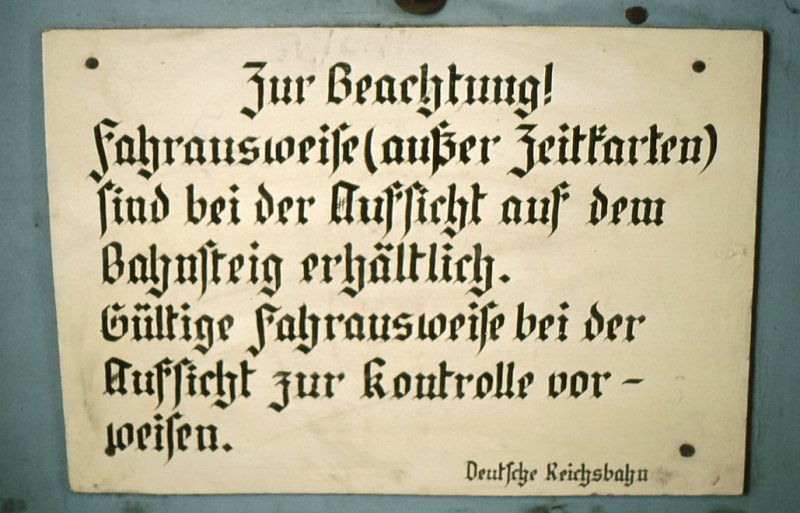 Zur Beachtung!
Fahrausweise (außer Zeitkarten)
sind bei der Aufsicht auf dem
Bahnsteig erhältlich.
Gültige Fahrausweise bei der
Aufsicht zur Kontrolle vor-
weisen.
Deutsche Reichsbahn